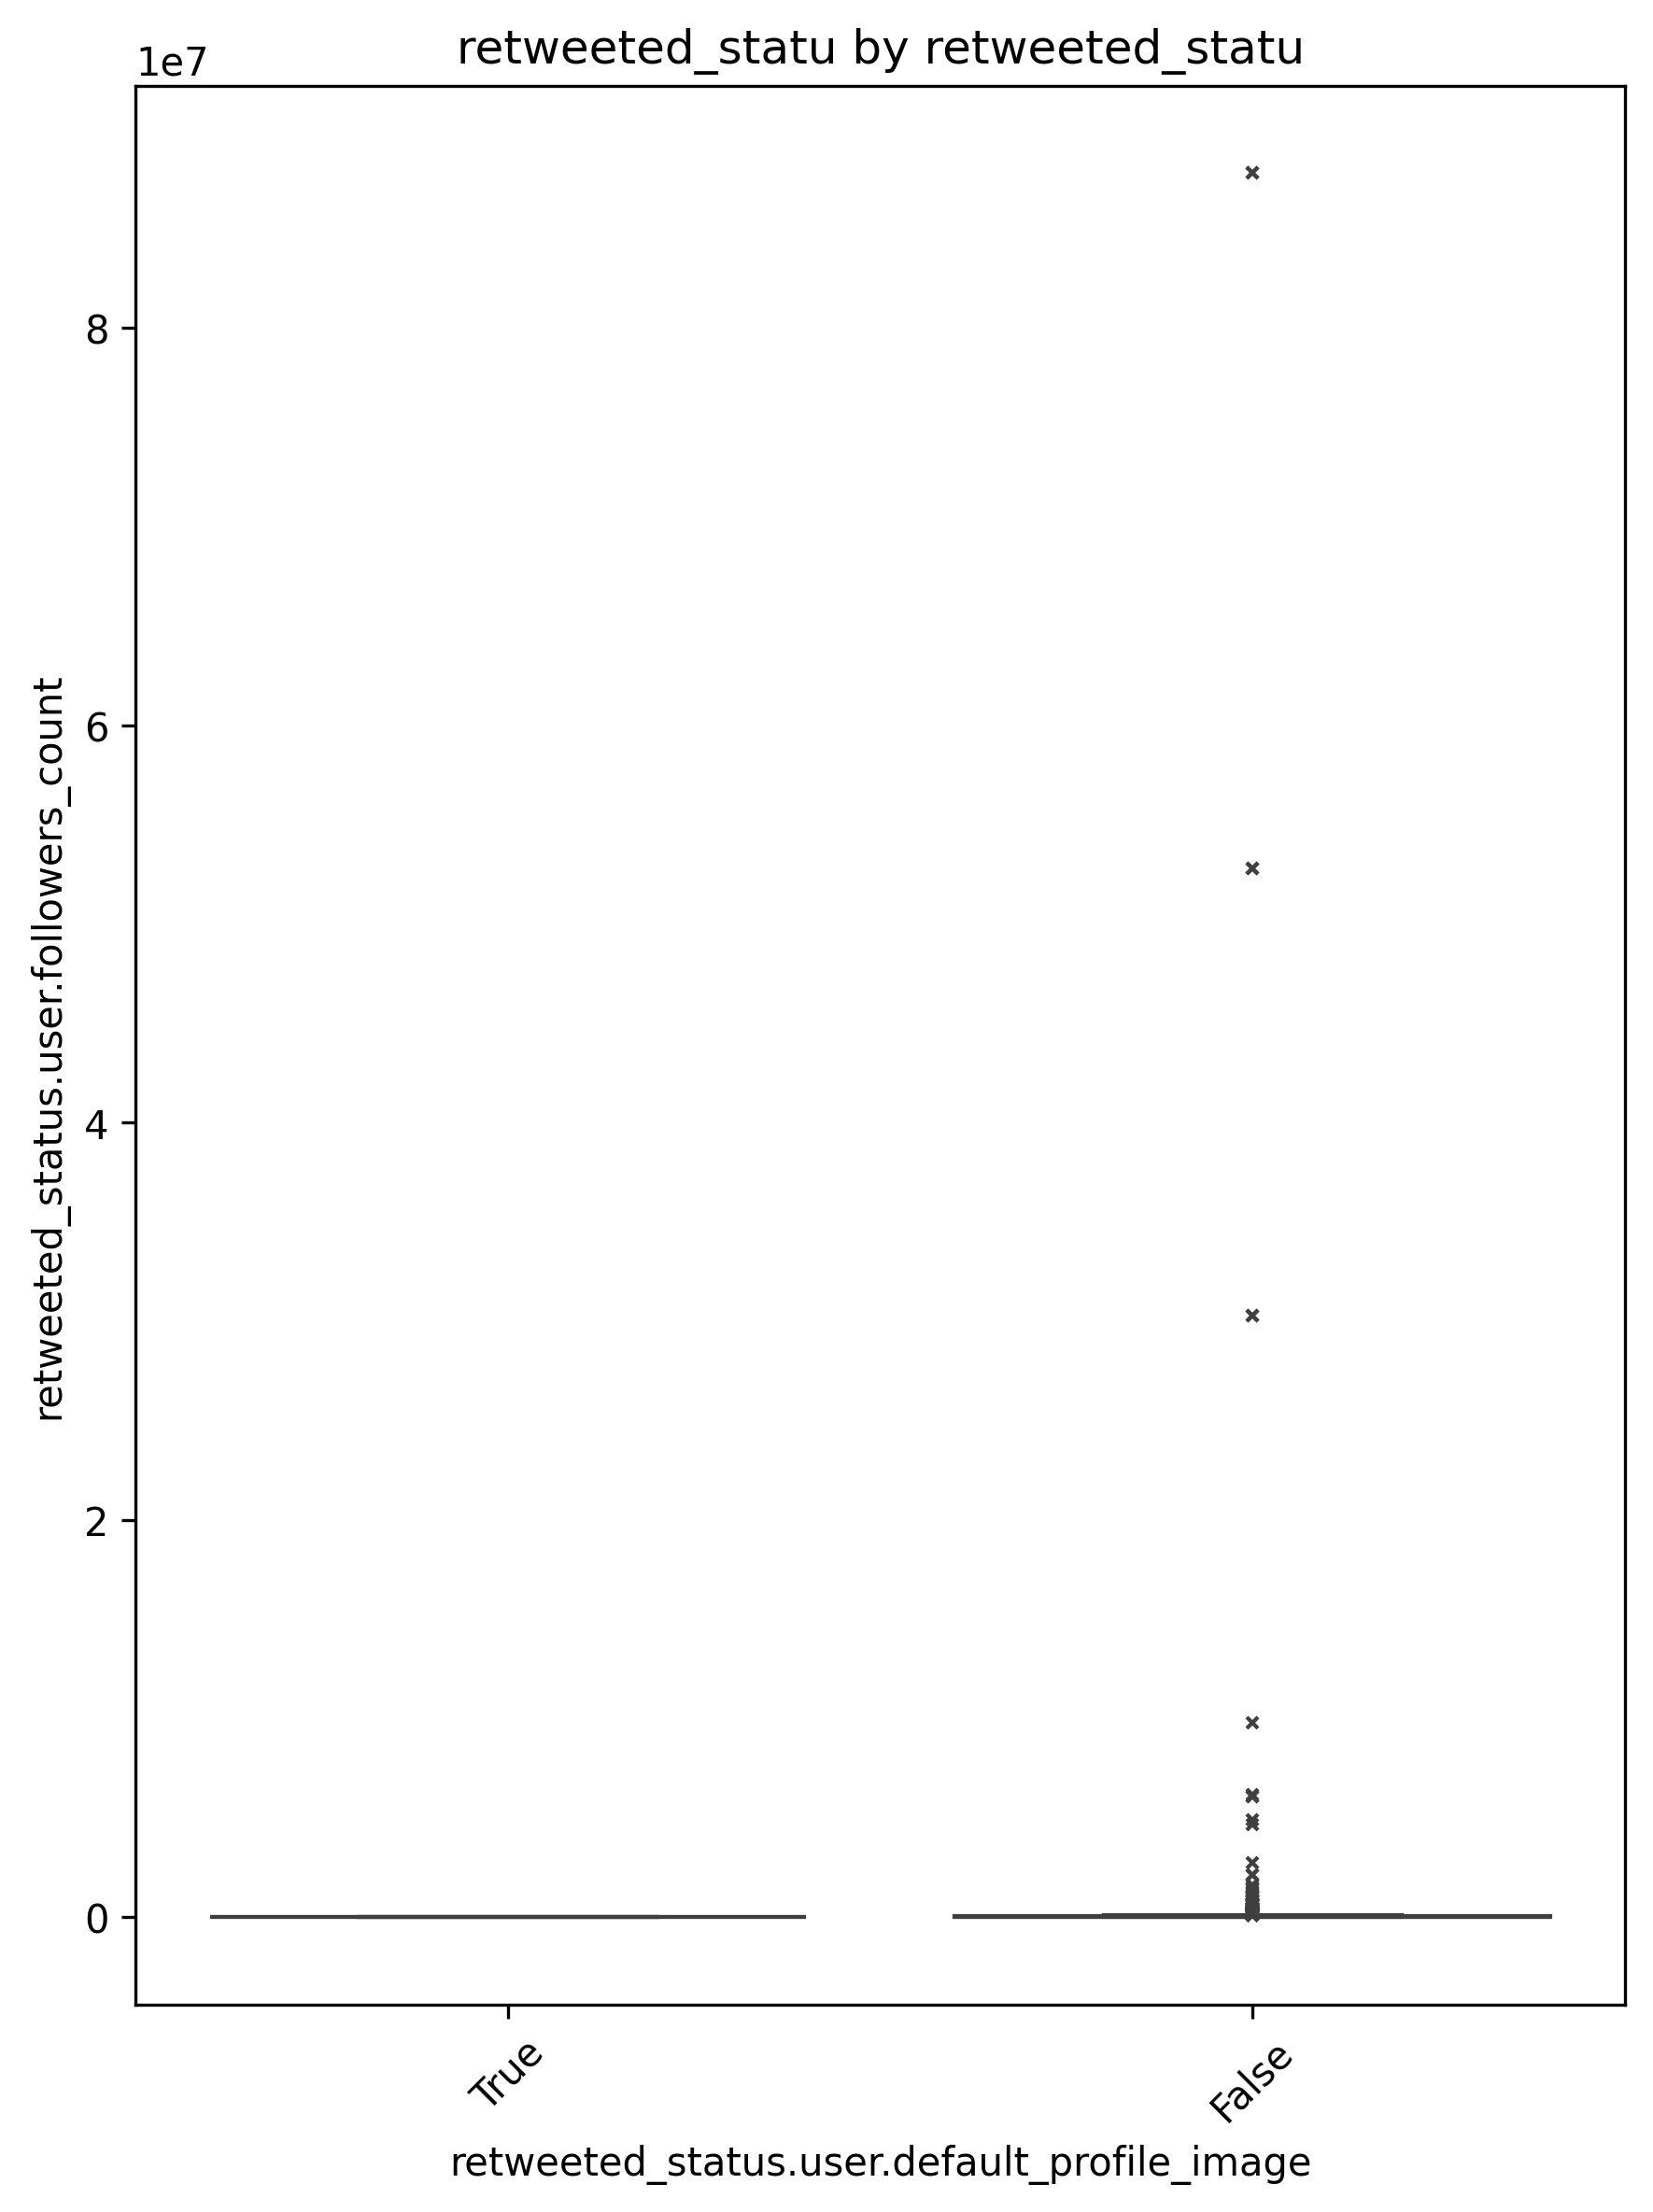 retweeted_statu by retweeted_statu
1e7
8
6
4
2
0
retweeted_status.user.followers_count
True
False
retweeted_status.user.default_profile_image